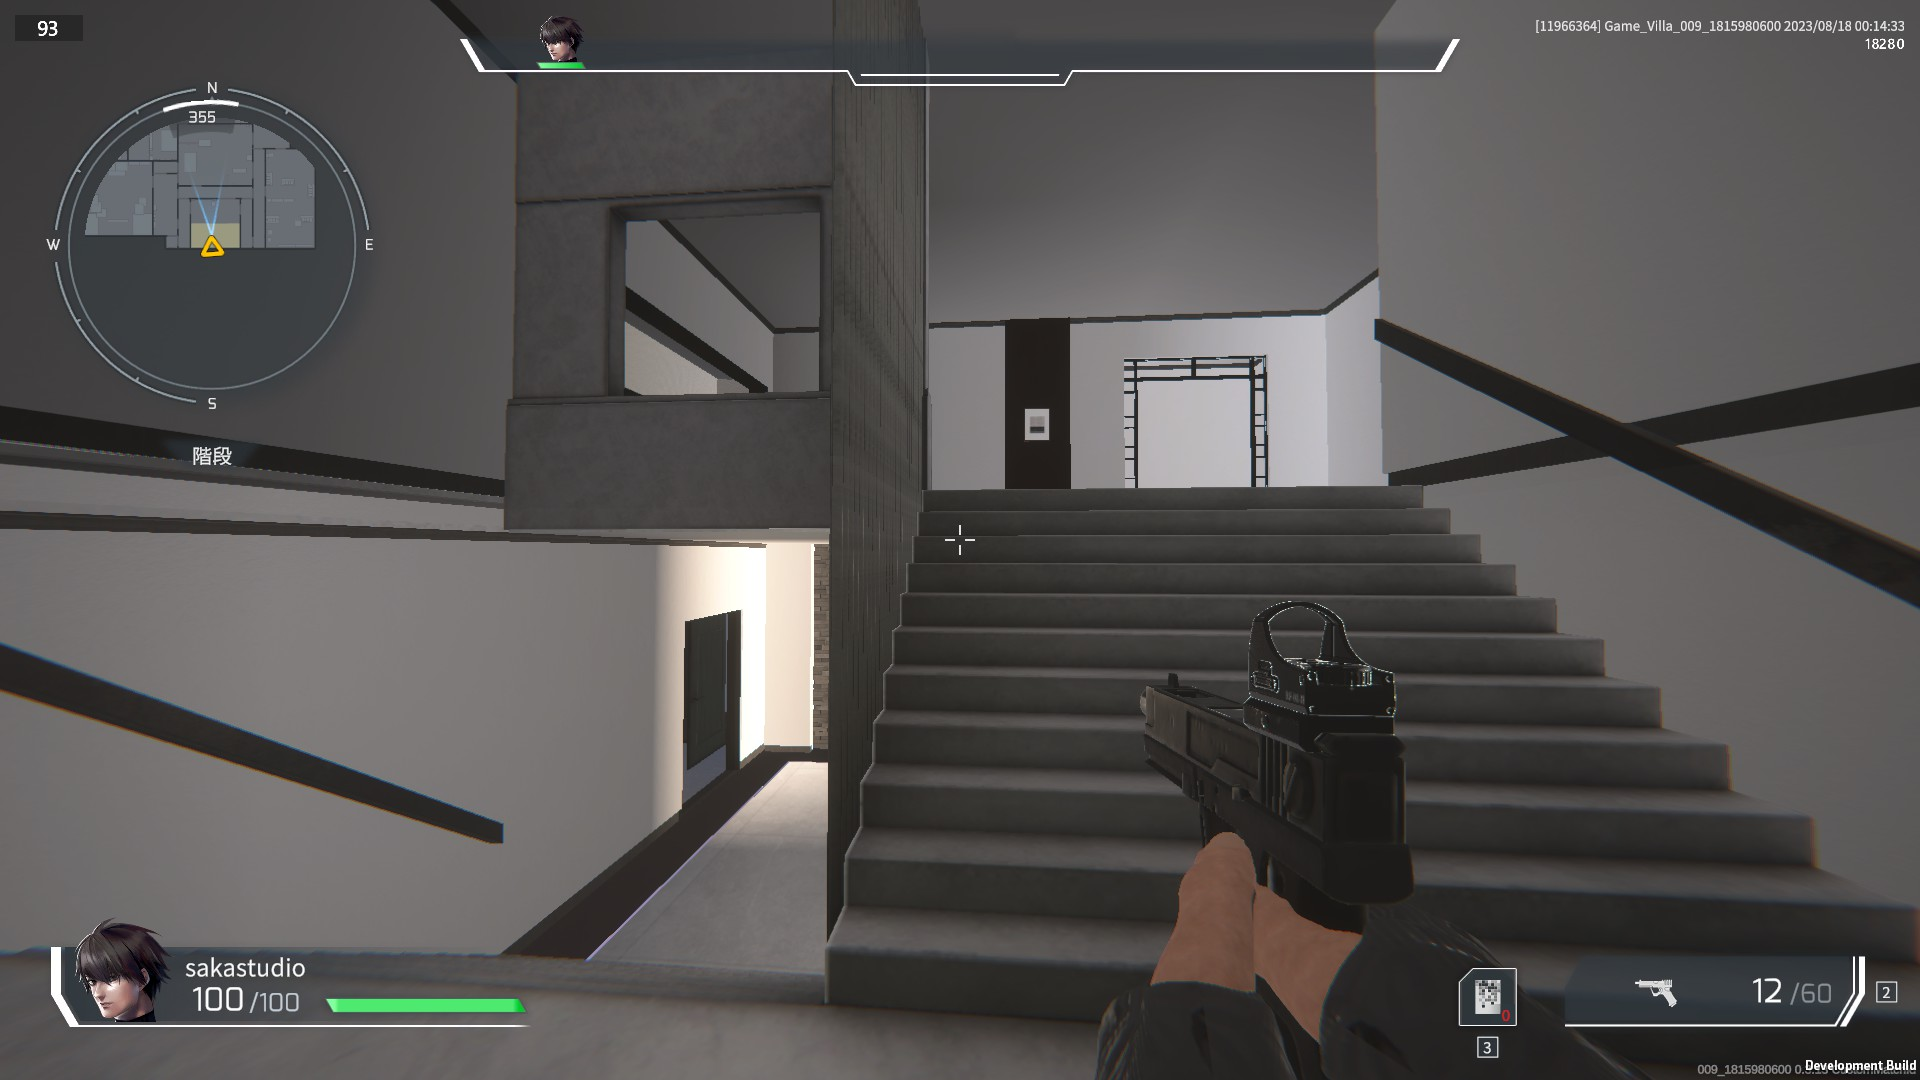 93
[11966364] Game_Villa_009_1815980600 2023/08/18 00:14:33
18280
N
355
W
E
S
階段
sakastudio
100/100
0
3
12/60
2
Development Build
009_1815980600